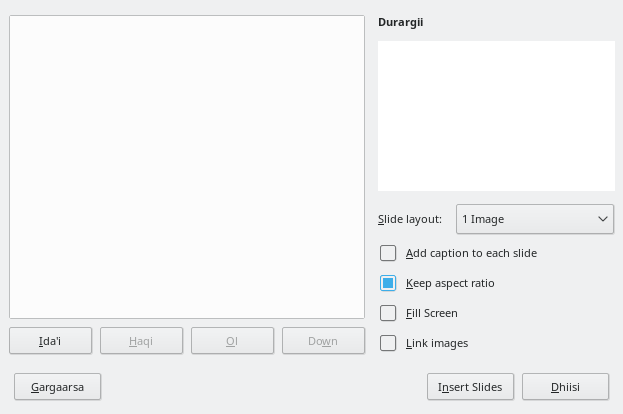 Durargii
Slide layout: 1 Image
Add caption to each slide
Keep aspect ratio
Fill Screen
Link images
Ida'i Haqi Ol Down
Gargaarsa Insert Slides Dhiisi